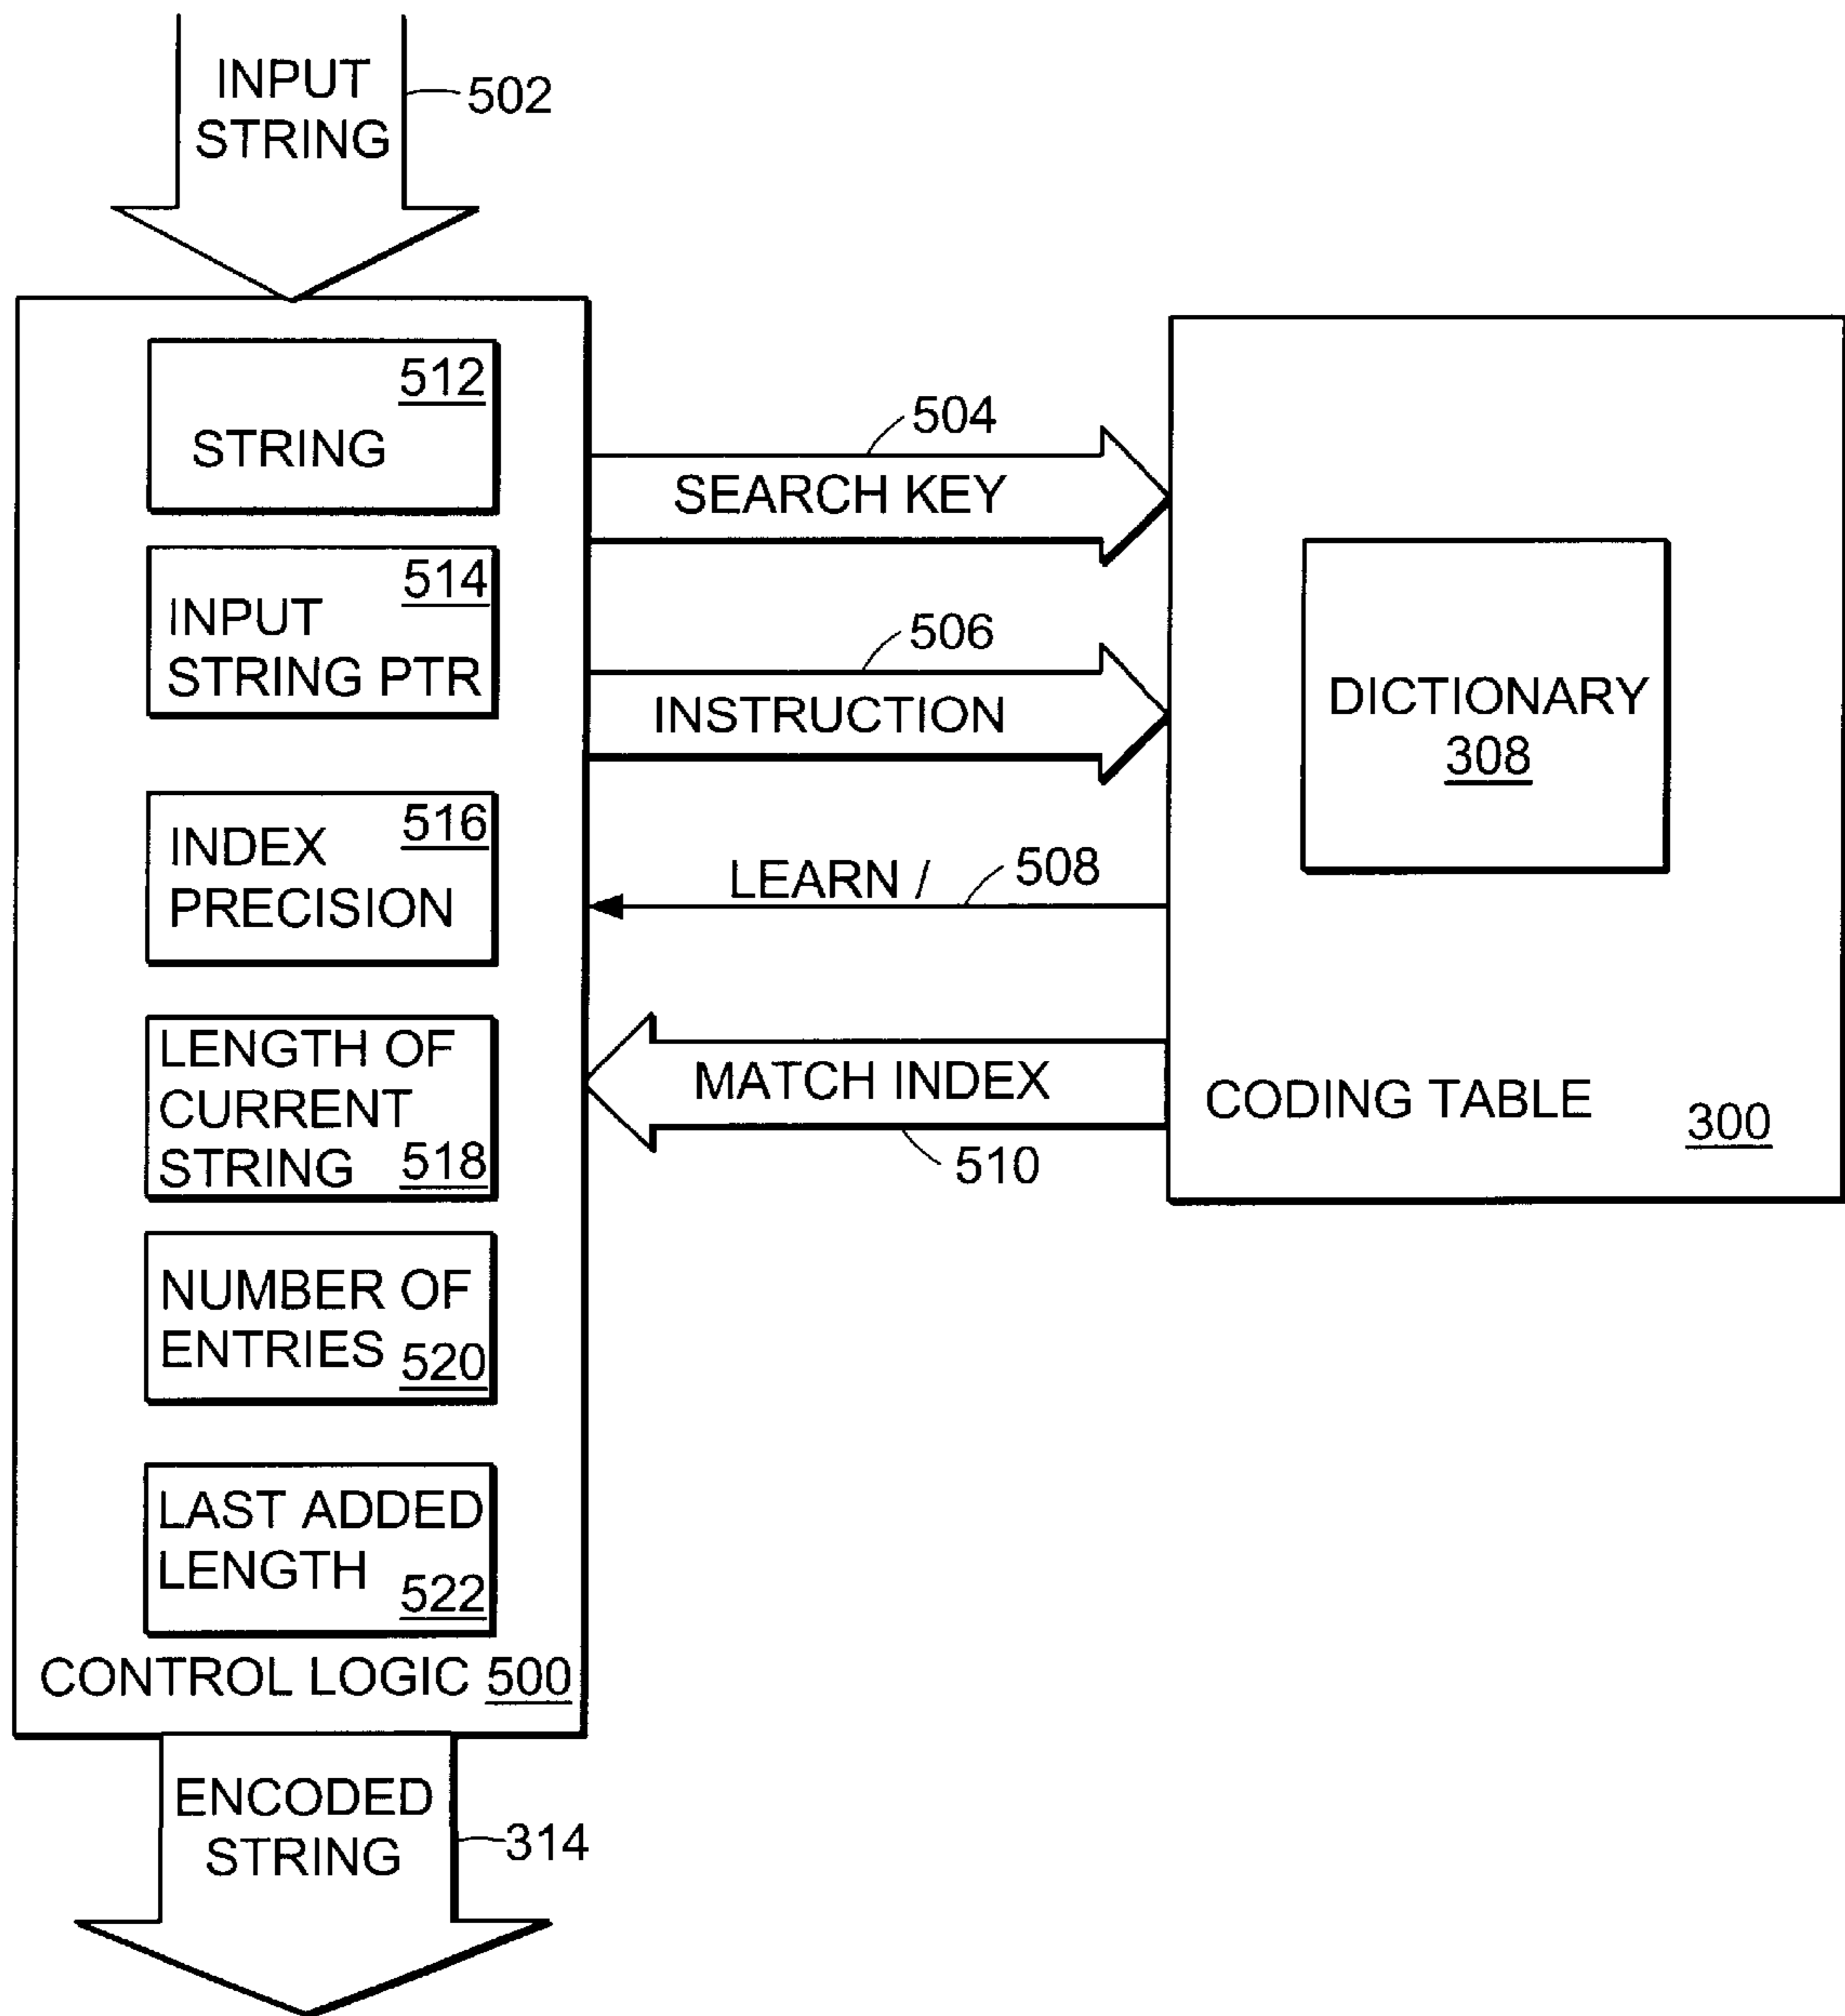 INPUT
STRING
502
512
STRING
514
INPUT
STRING PTR
516
INDEX
PRECISION
LENGTH OF
CURRENT
STRING 518
NUMBER OF
ENTRIES 520
LAST ADDED
LENGTH 522
CONTROL LOGIC 500
504
SEARCH KEY
506
INSTRUCTION
LEARN / 508
MATCH INDEX
510
DICTIONARY
308
CODING TABLE 300
ENCODED
STRING
314